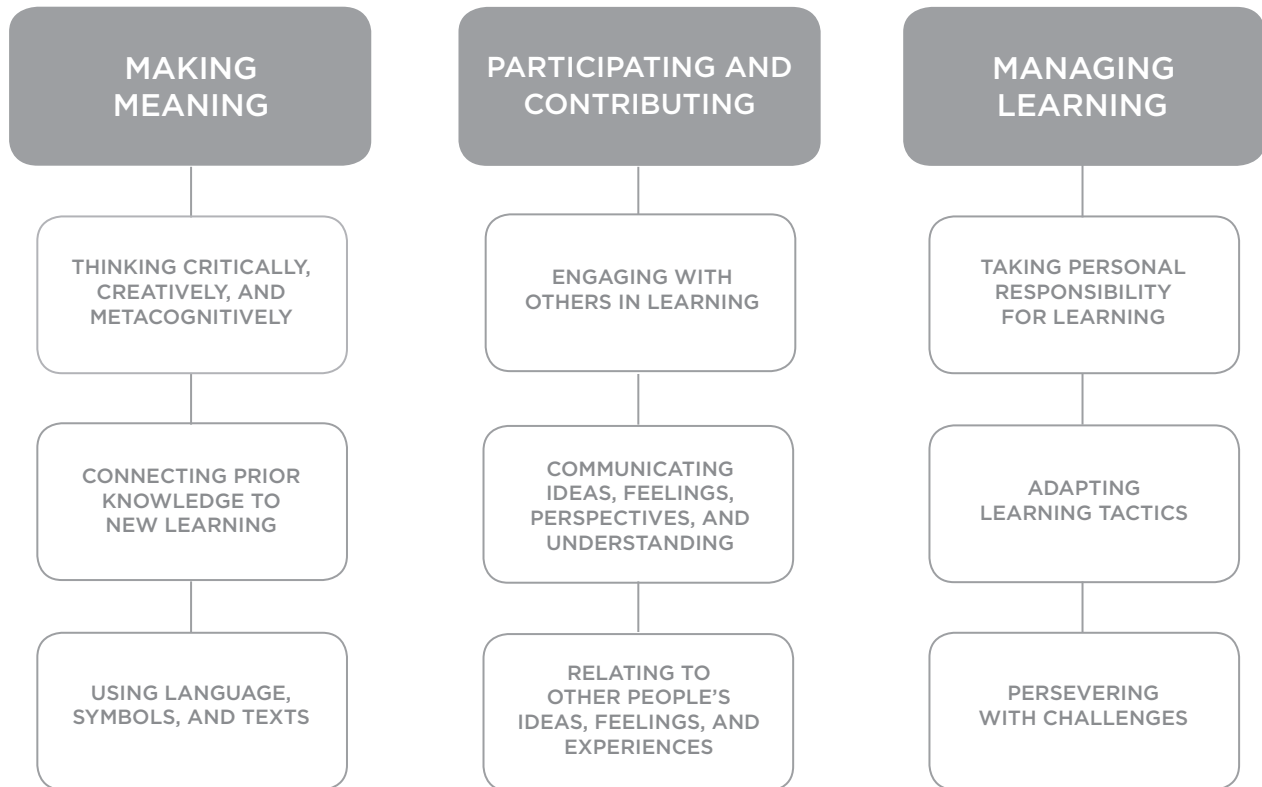 MAKING
MEANING
THINKING CRITICALLY,
CREATIVELY, AND
METACOGNITIVELY
CONNECTING PRIOR
KNOWLEDGE TO
NEW LEARNING
USING LANGUAGE,
SYMBOLS, AND TEXTS
PARTICIPATING AND
CONTRIBUTING
ENGAGING WITH
OTHERS IN LEARNING
COMMUNICATING
IDEAS, FEELINGS,
PERSPECTIVES, AND
UNDERSTANDING
RELATING TO
OTHER PEOPLE’S
IDEAS, FEELINGS, AND
EXPERIENCES
MANAGING
LEARNING
TAKING PERSONAL
RESPONSIBILITY
FOR LEARNING
ADAPTING
LEARNING TACTICS
PERSEVERING
WITH CHALLENGES